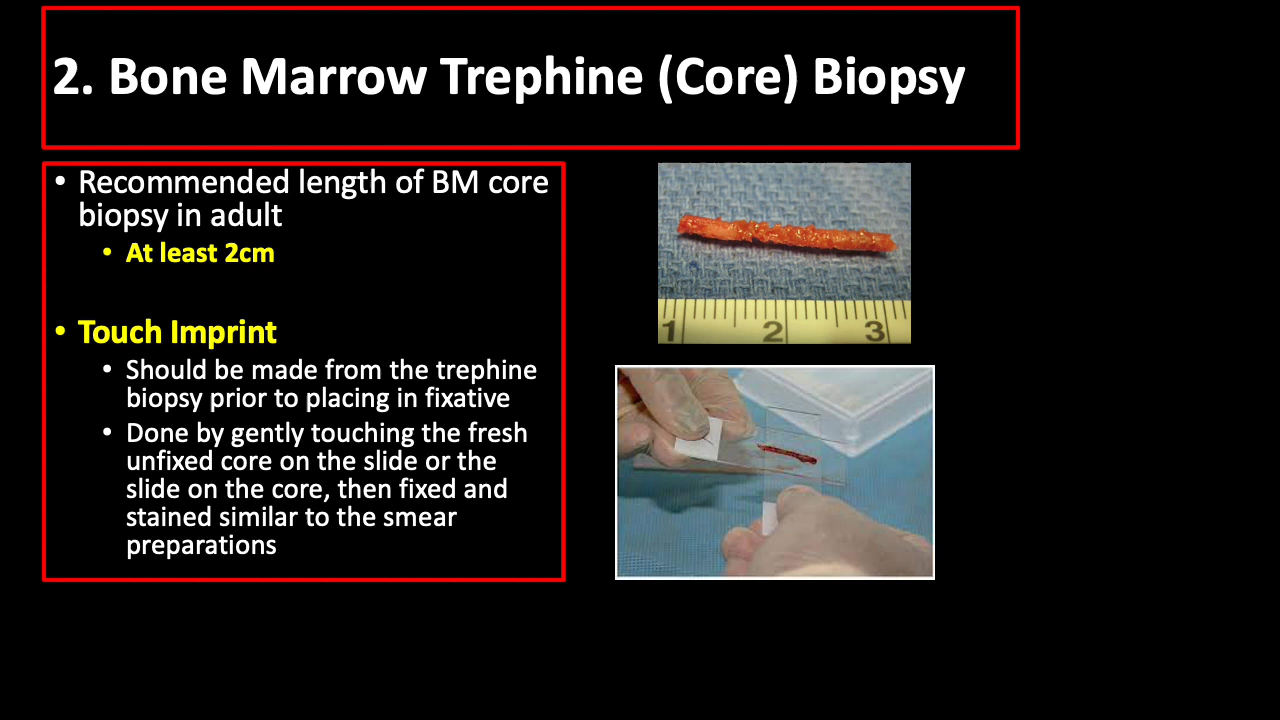 2. Bone Marrow Trephine (Core) Biopsy
• Recommended length of BM core
biopsy in adult
• At least 2cm
• Touch Imprint
• Should be made from the trephine
biopsy prior to placing in fixative
• Done by gently touching the fresh
unfixed core on the slide or the
slide on the core, then fixed and
stained similar to the smear
preparations
1 2 3